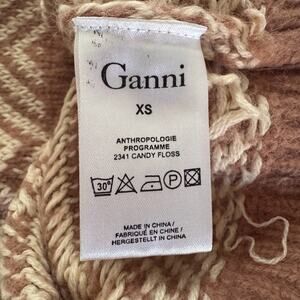 Ganni
XS
ANTHROPOLOGIE
PROGRAMME
2341 CANDY FLOSS
30°
P
MADE IN CHINA /
FABRIQUÉ EN CHINE /
HERGESTELLT IN CHINA